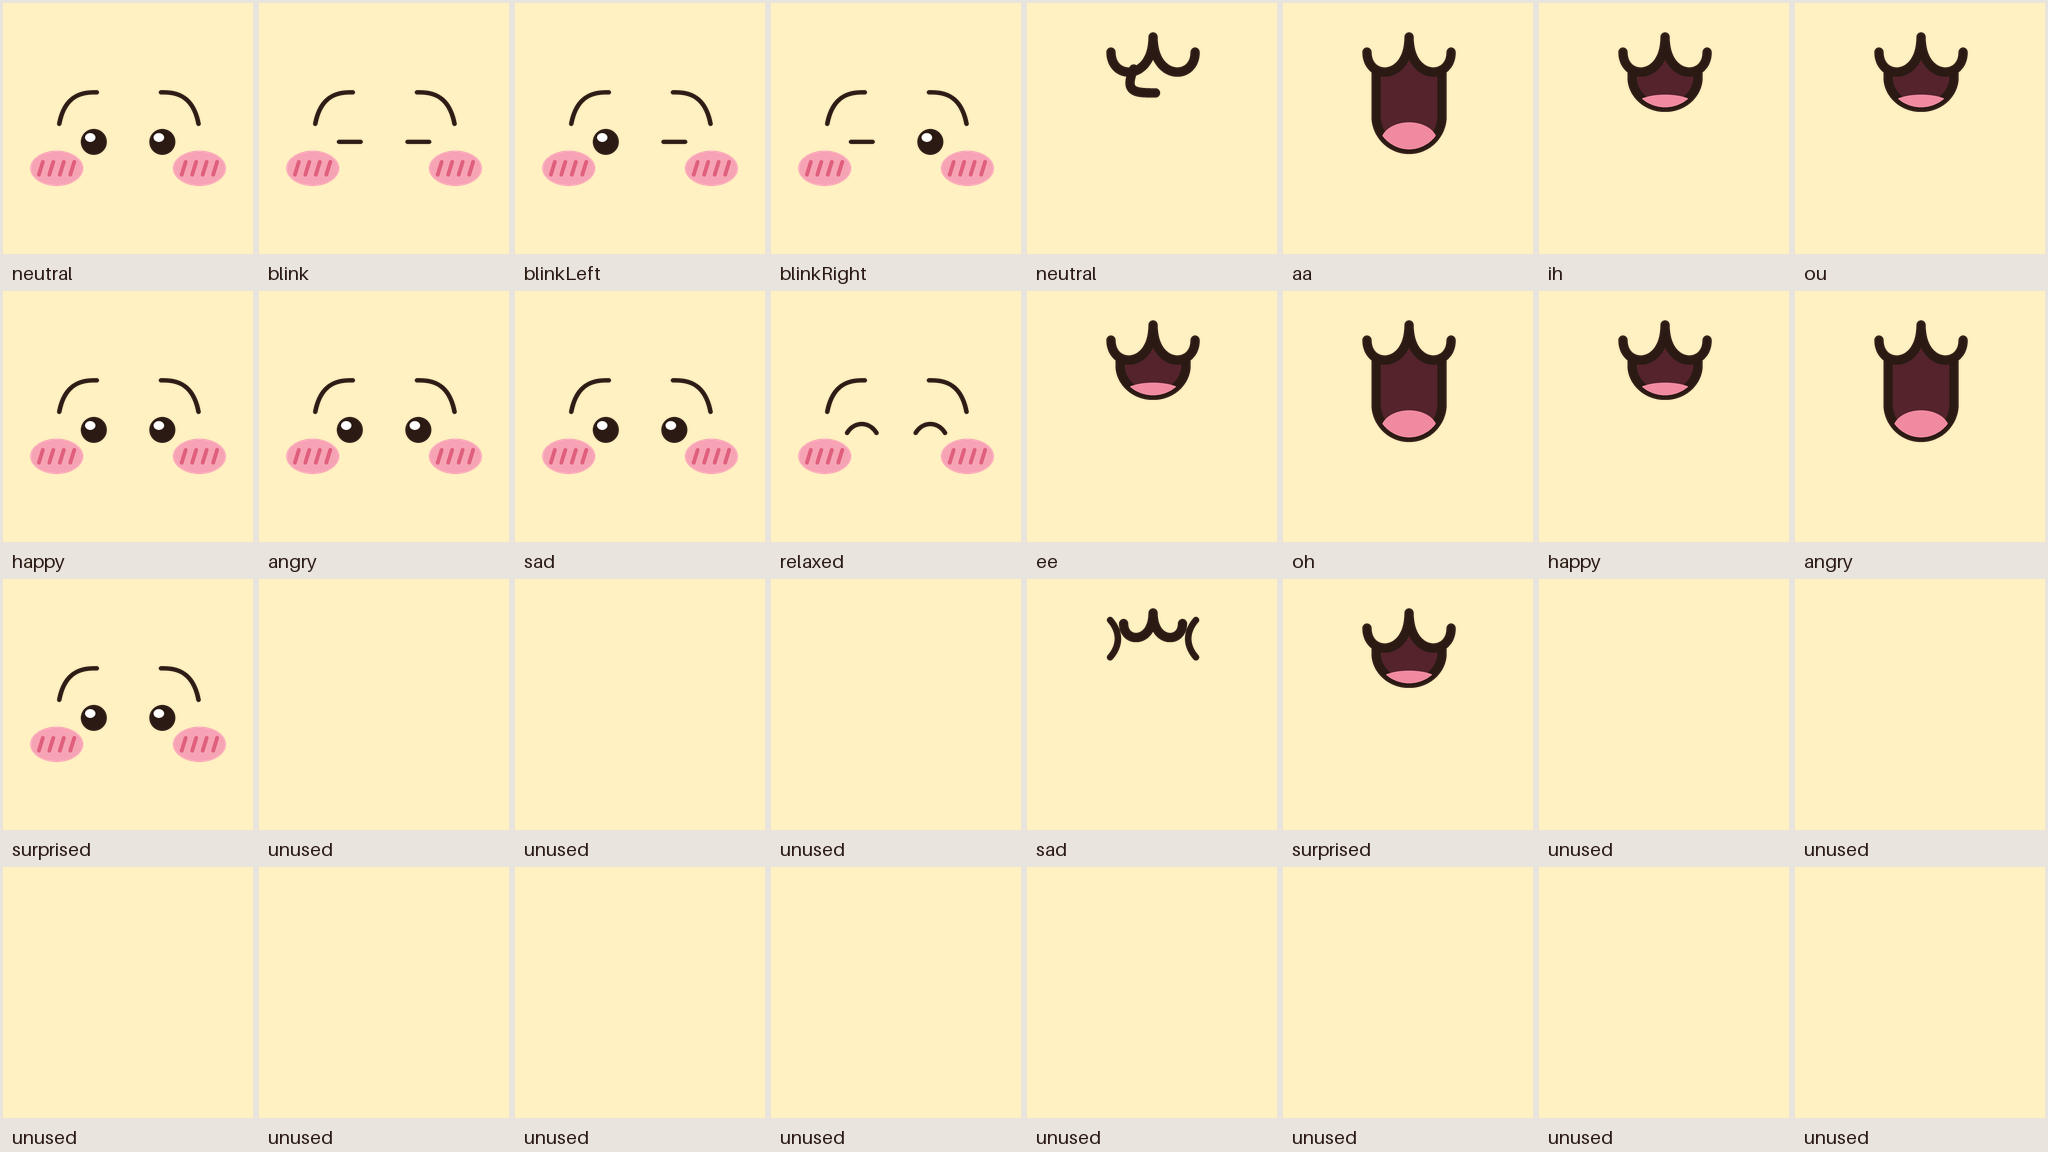 neutral blink blinkLeft blinkRight neutral aa ih ou
happy angry sad relaxed ee oh happy angry
surprised unused unused unused sad surprised unused unused
unused unused unused unused unused unused unused unused